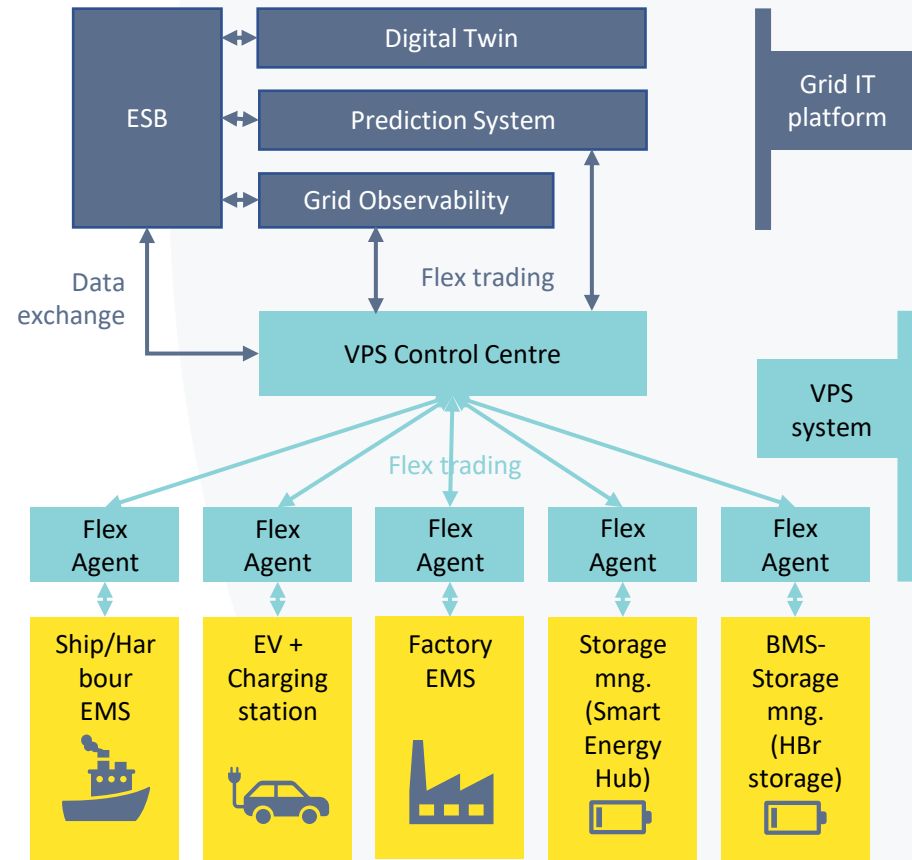 Digital Twin
ESB
Prediction System
Grid Observability
Grid IT
platform
Data
exchange
Flex trading
VPS Control Centre
VPS
system
Flex trading
Flex
Agent
Flex
Agent
Flex
Agent
Flex
Agent
Flex
Agent
Ship/Har
bour
EMS
EV +
Charging
station
Factory
EMS
Storage
mng.
(Smart
Energy
Hub)
BMS-
Storage
mng.
(HBr
storage)